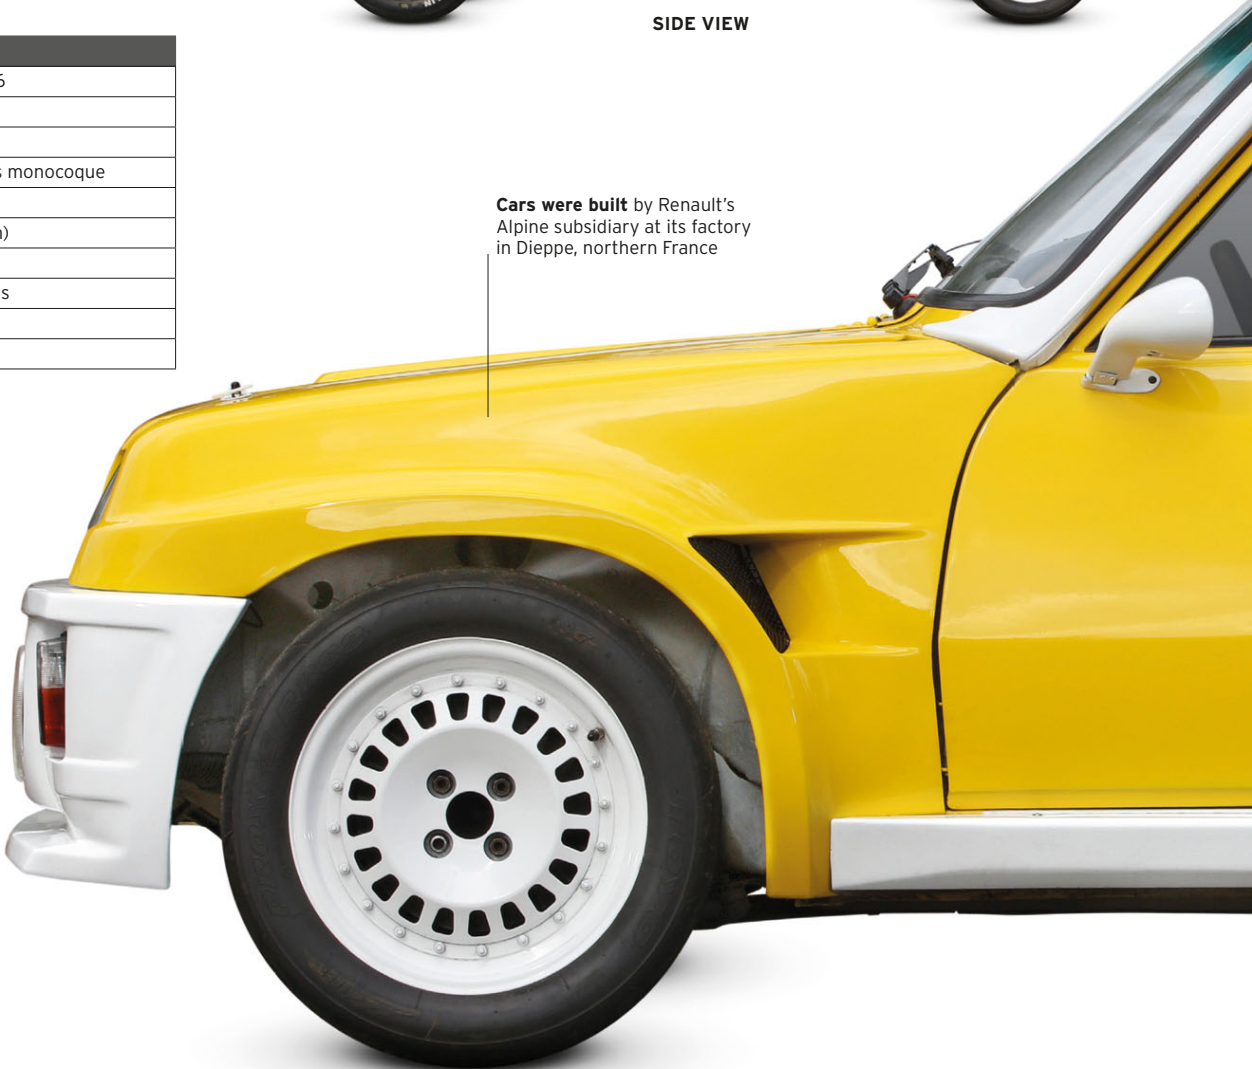 SIDE VIEW
6
s monocoque
)
s
Cars were built by Renault's
Alpine subsidiary at its factory
in Dieppe, northern France